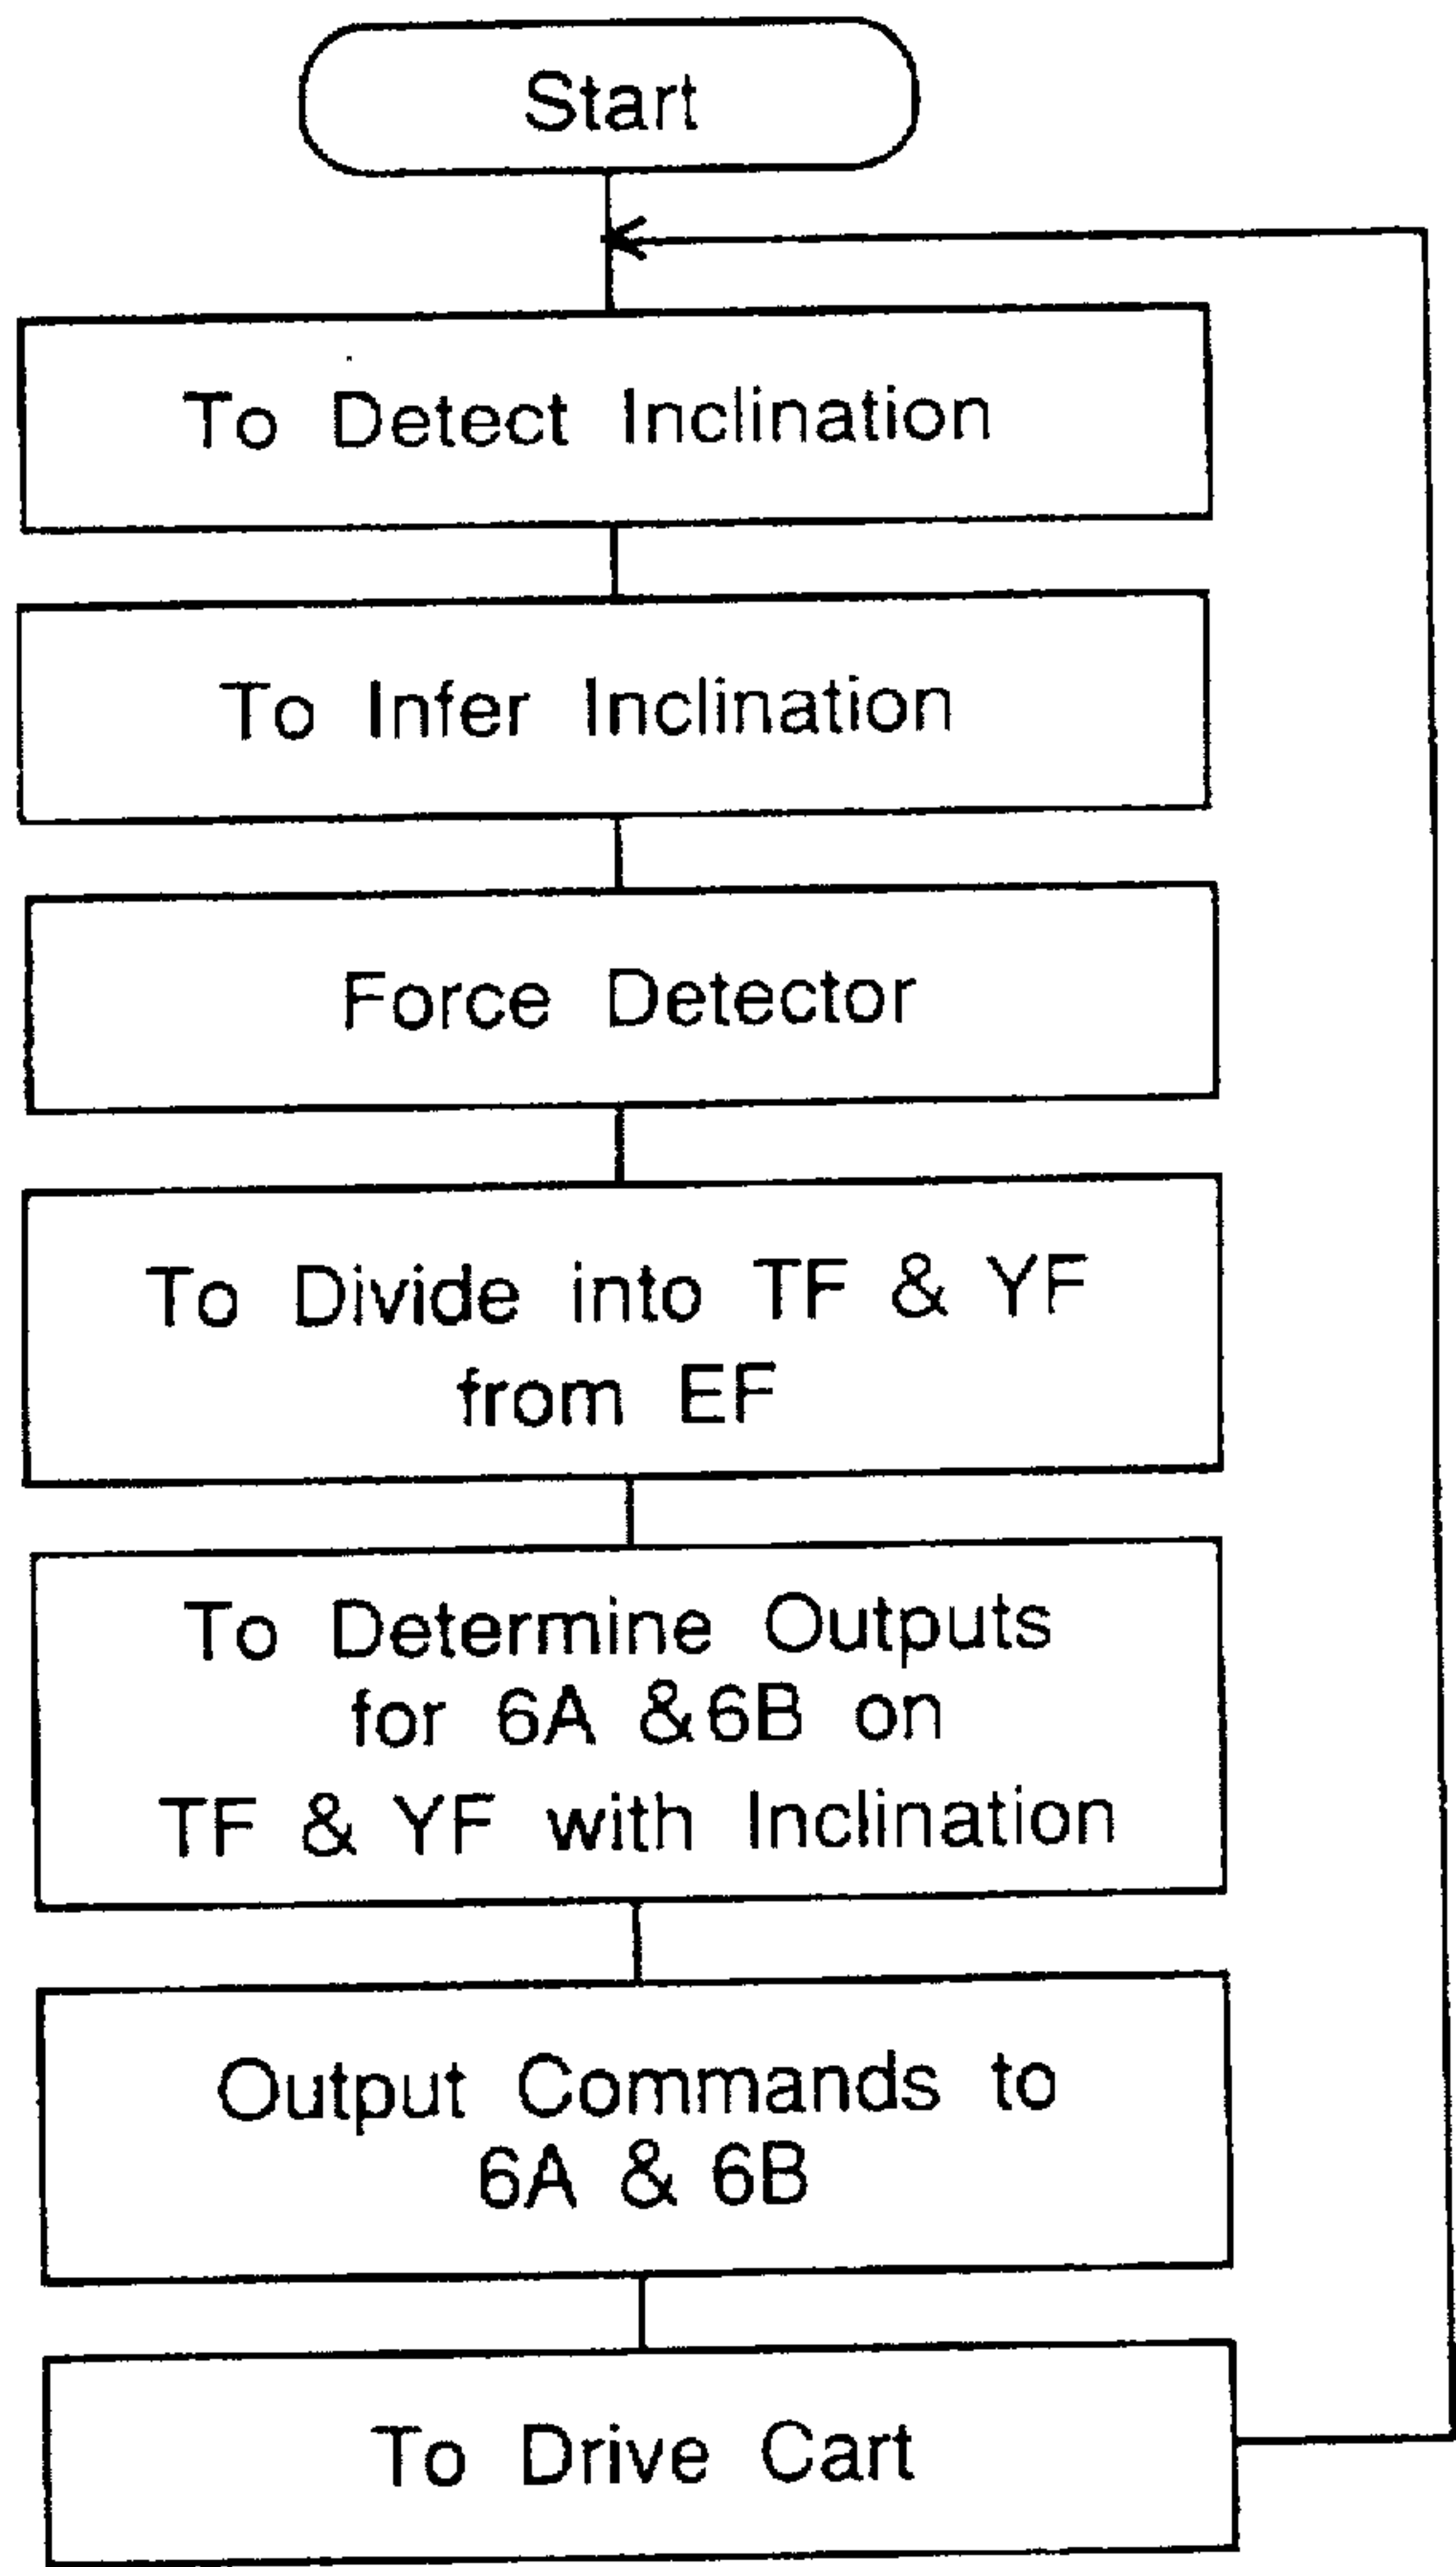 Start
To Detect Inclination
To Infer Inclination
Force Detector
To Divide into TF & YF
from EF
To Determine Outputs
for 6A &6B on
TF & YF with Inclination
Output Commands to
6A & 6B
To Drive Cart